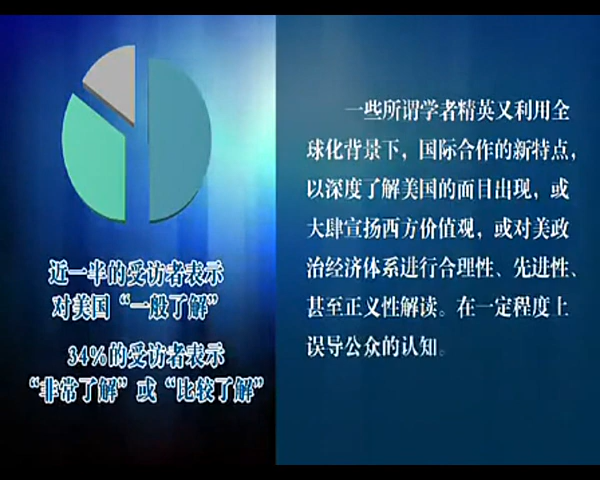 近一半的受访者表示
对美国“一般了解”
34%的受访者表示
“非常了解”或“比较了解”
一些所谓学者精英又利用全
球化背景下，国际合作的新特点，
以深度了解美国的面目出现，或
大肆宣扬西方价值观，或对美政
治经济体系进行合理性、先进性、
甚至正义性解读。在一定程度上
误导公众的认知。